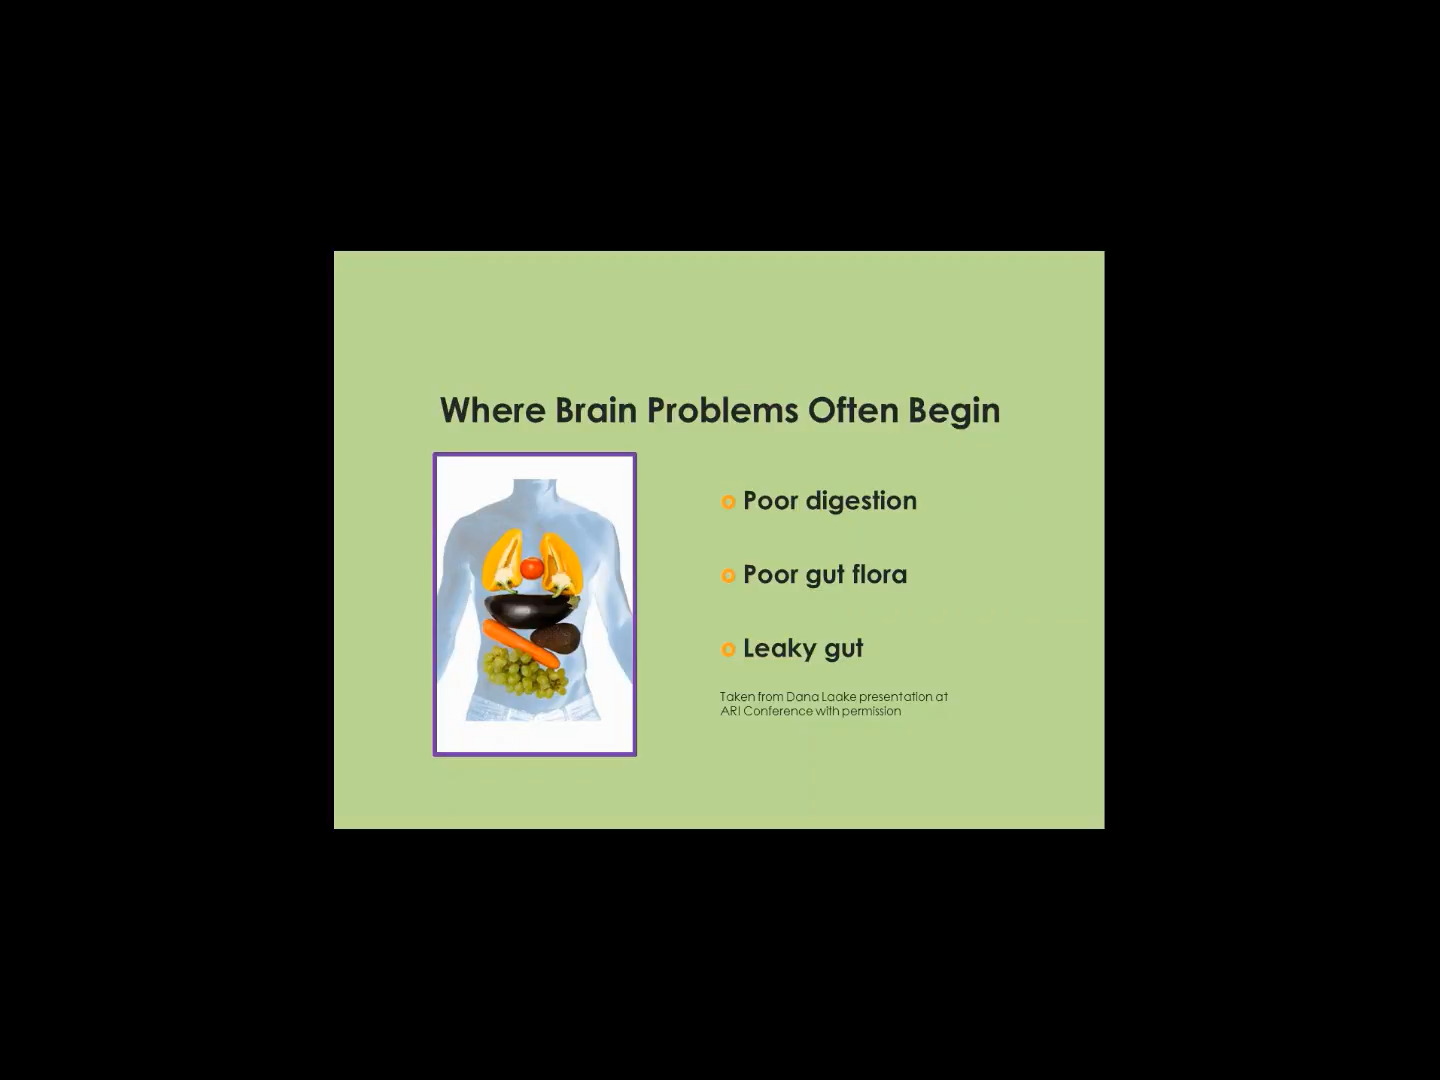 Where Brain Problems Often Begin
o Poor digestion
o Poor gut flora
o Leaky gut
Taken from Dana Laake presentation at
ARI Conference with permission